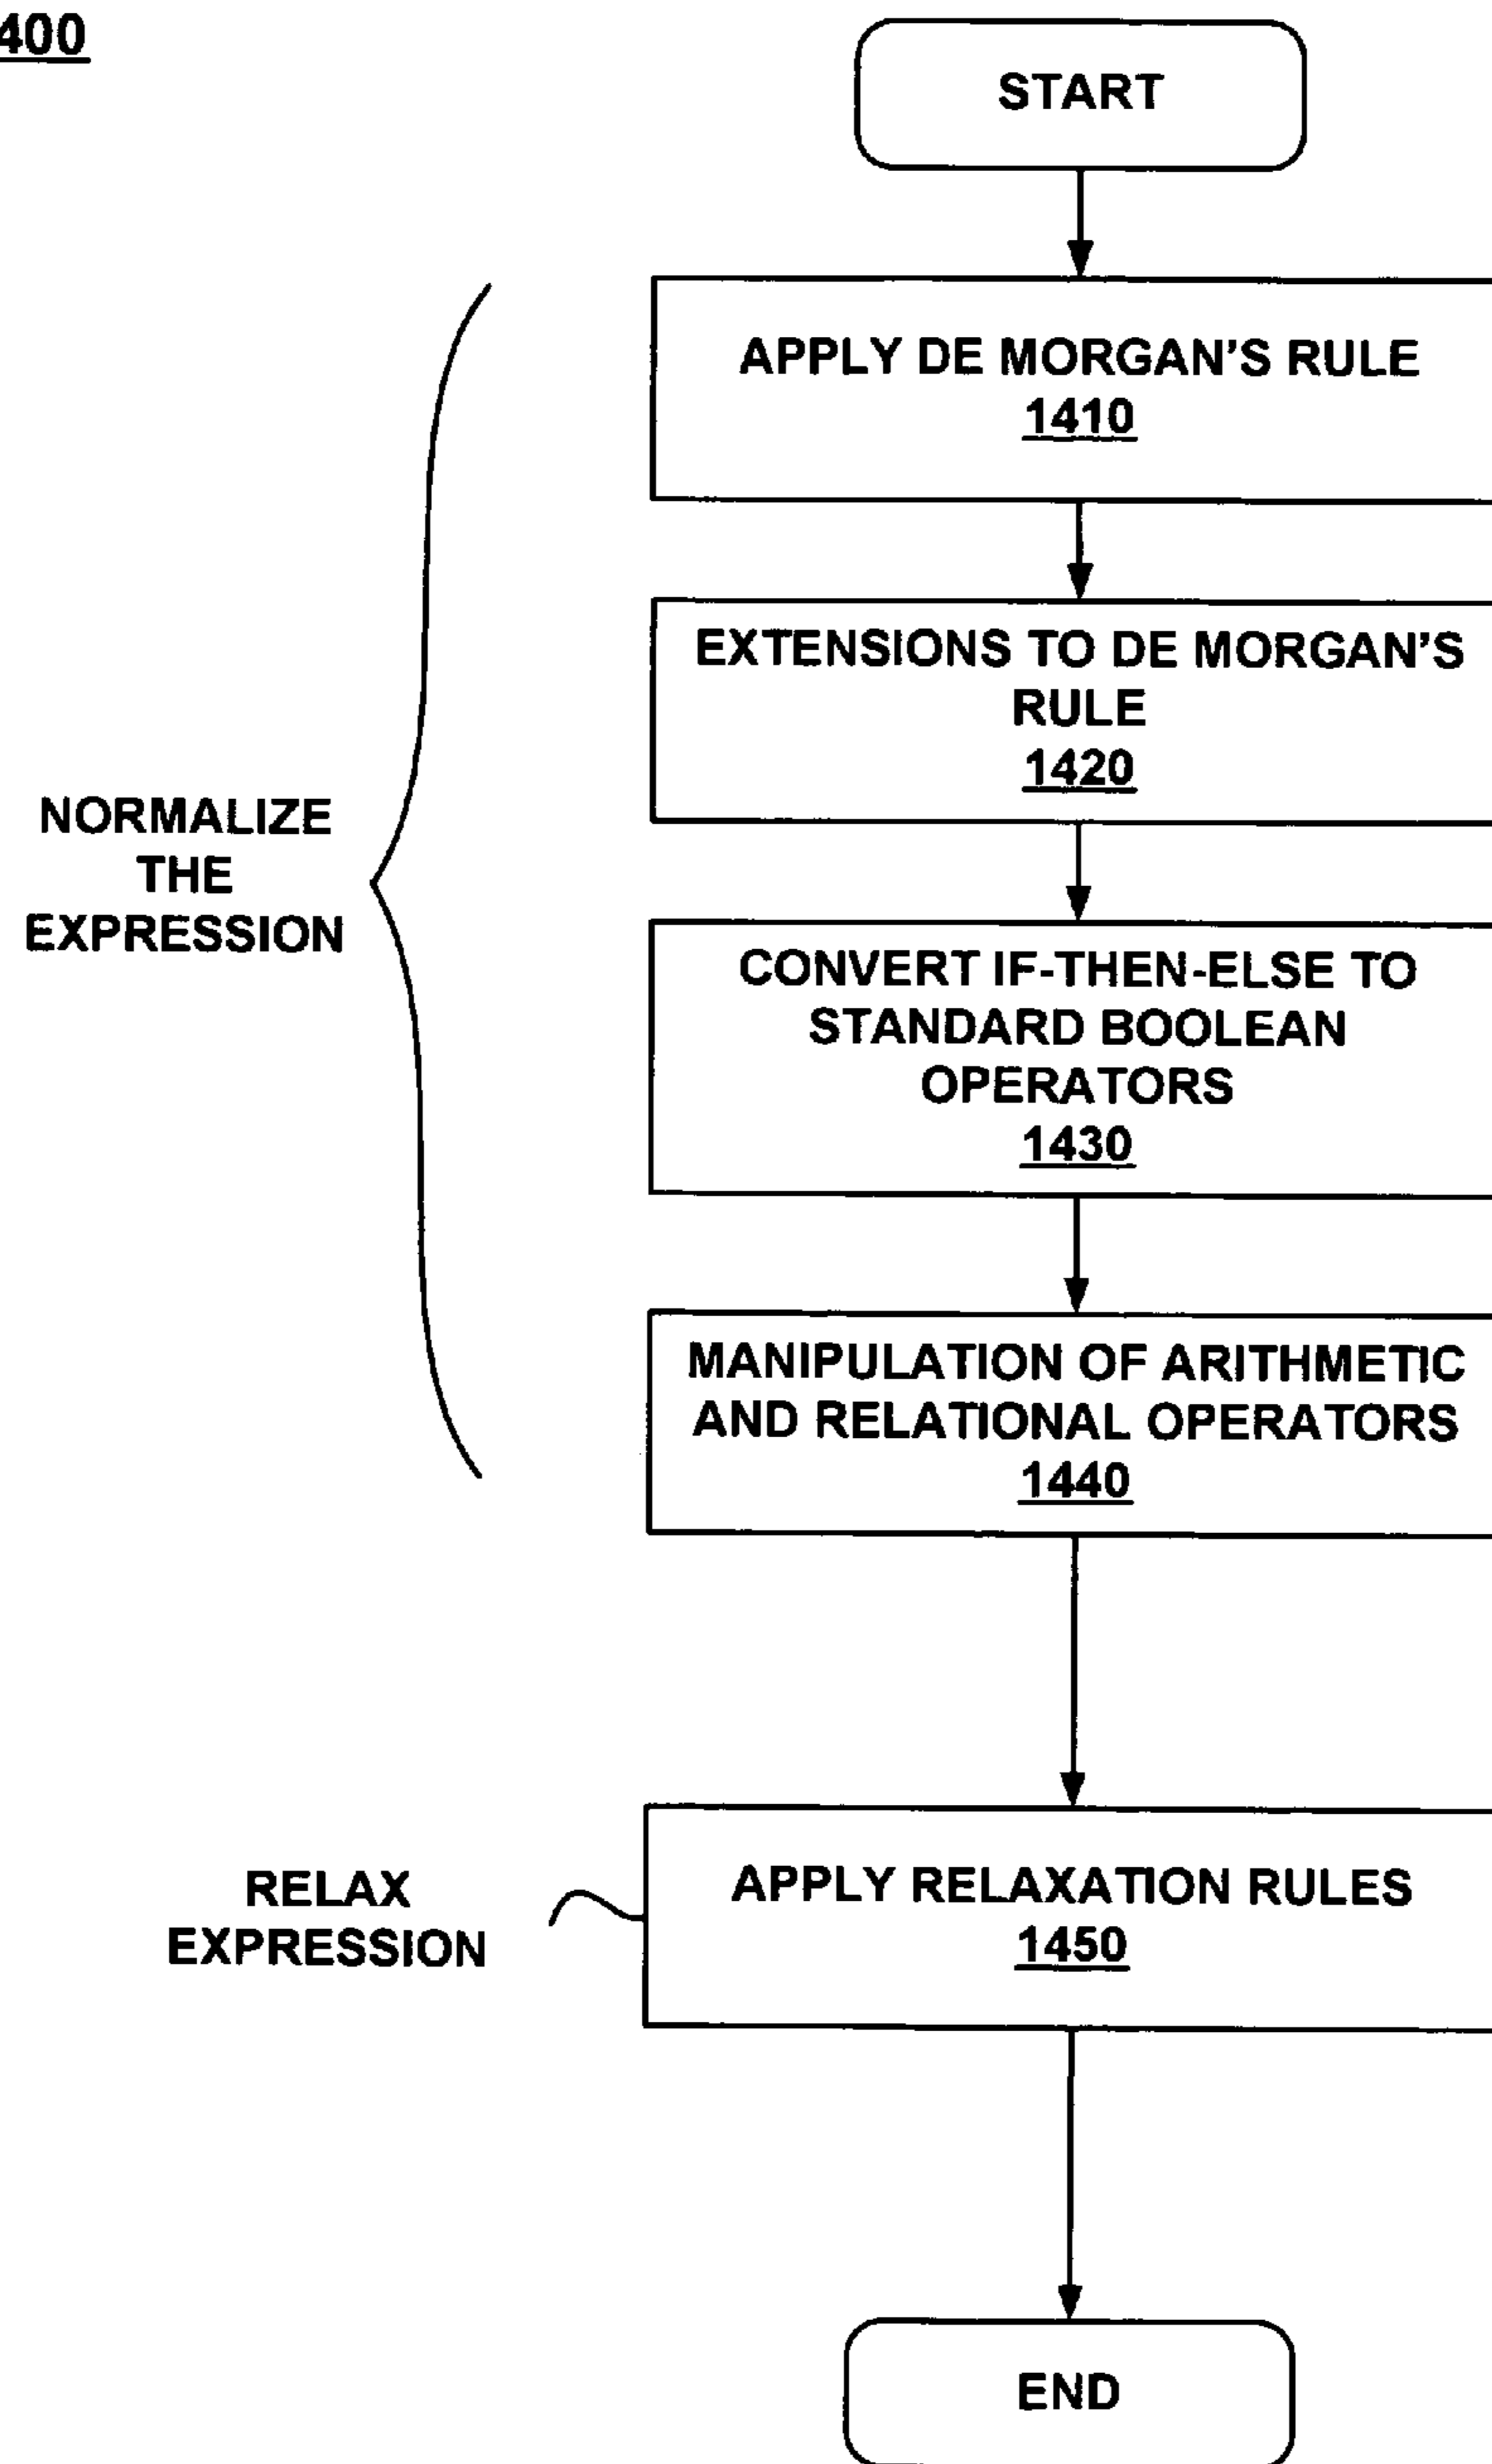 400
START
APPLY DE MORGAN'S RULE
1410
EXTENSIONS TO DE MORGAN'S
RULE
1420
NORMALIZE
THE
EXPRESSION
CONVERT IF-THEN-ELSE TO
STANDARD BOOLEAN
OPERATORS
1430
MANIPULATION OF ARITHMETIC
AND RELATIONAL OPERATORS
1440
RELAX
EXPRESSION
APPLY RELAXATION RULES
1450
END